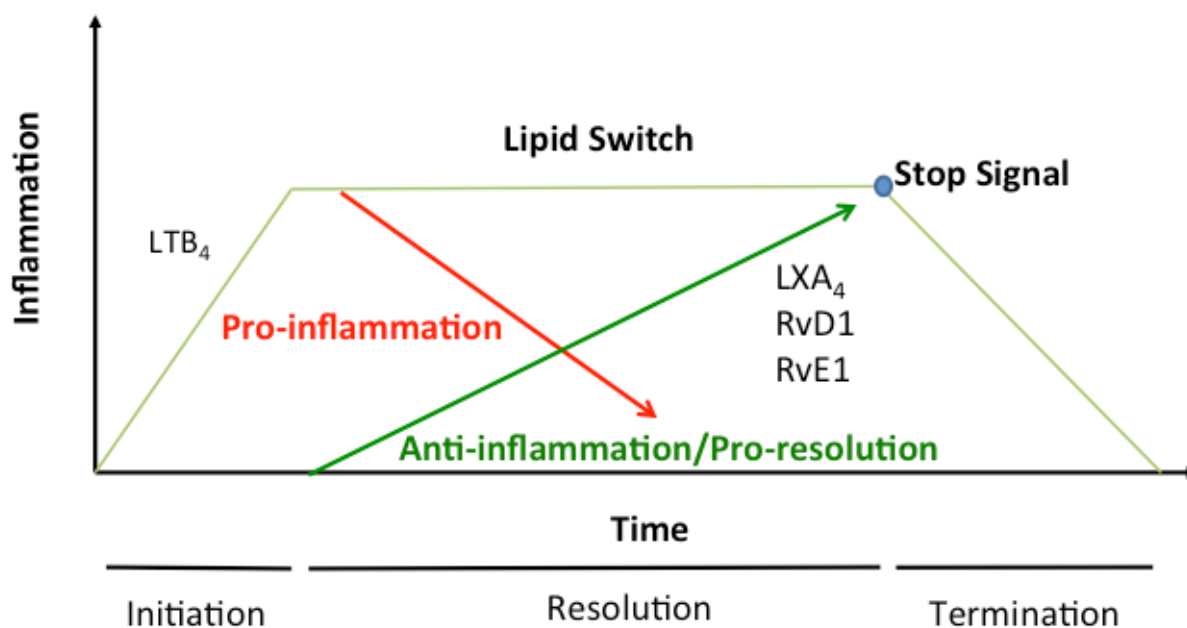 Lipid Switch
Stop Signal
Inflammation
LTB₄
Pro-inflammation
LXA₄
RvD1
RvE1
Anti-inflammation/Pro-resolution
Time
Initiation
Resolution
Termination